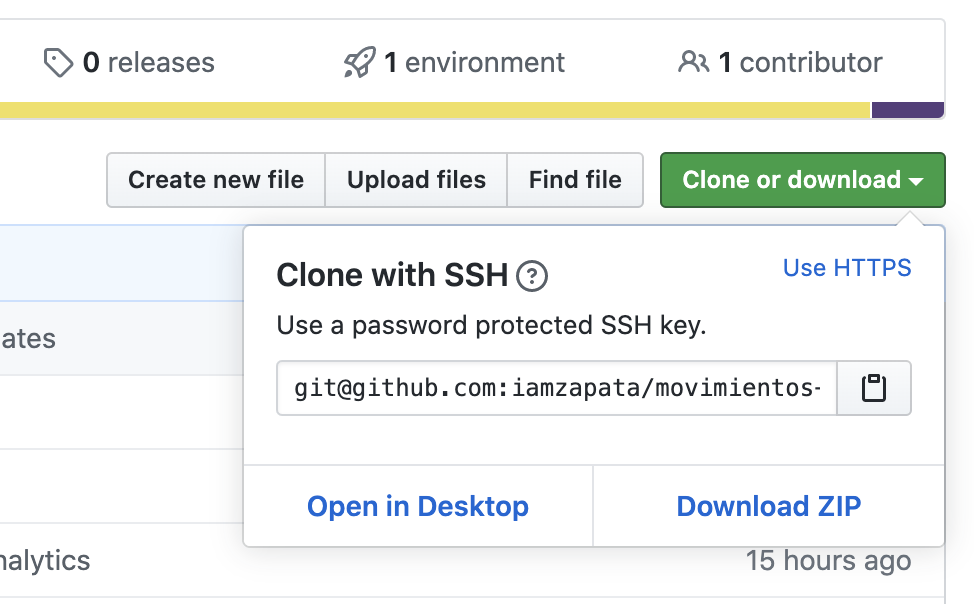 0 releases
1 environment
1 contributor
Create new file
Upload files
Find file
Clone or download
Clone with SSH ?
Use HTTPS
Use a password protected SSH key.
git@github.com:iamzapata/movimientos-
ates
Open in Desktop
Download ZIP
nalytics
15 hours ago